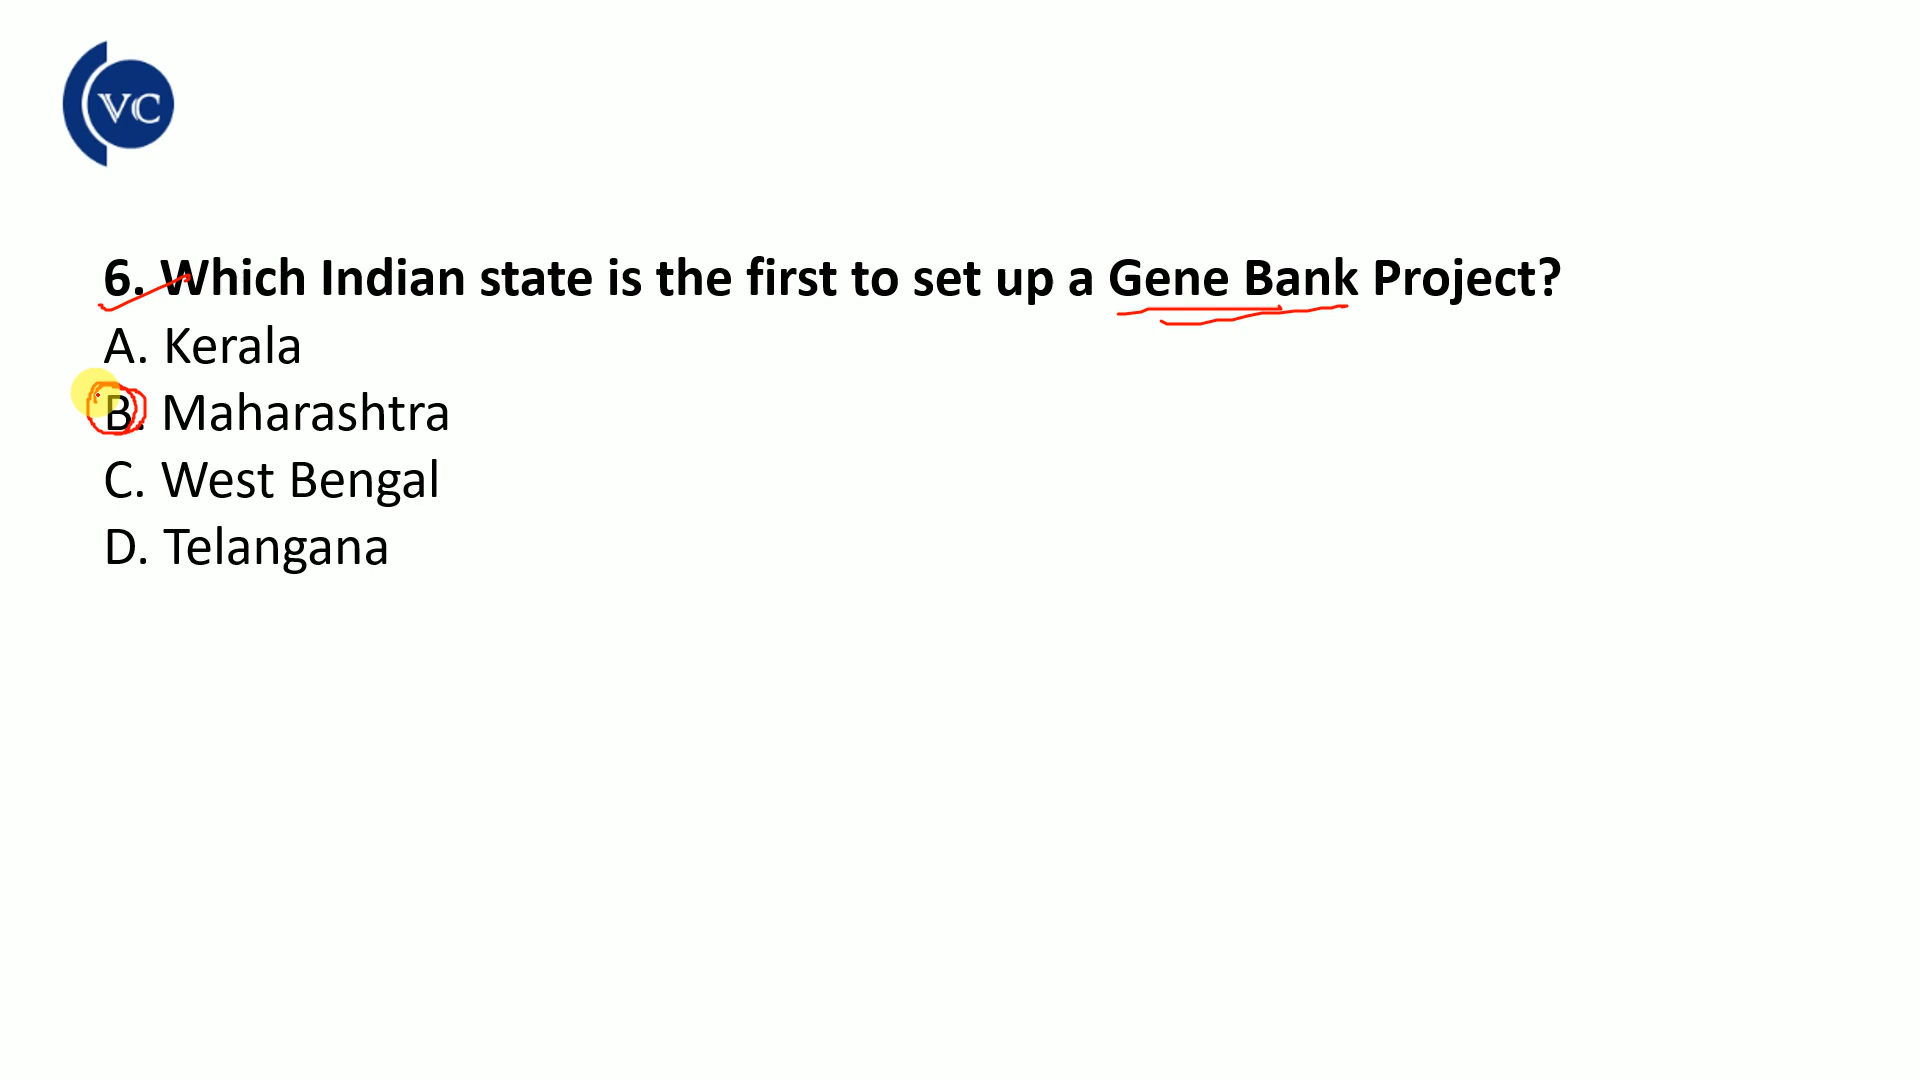 VC
6. Which Indian state is the first to set up a Gene Bank Project?
A. Kerala
B. Maharashtra
C. West Bengal
D. Telangana